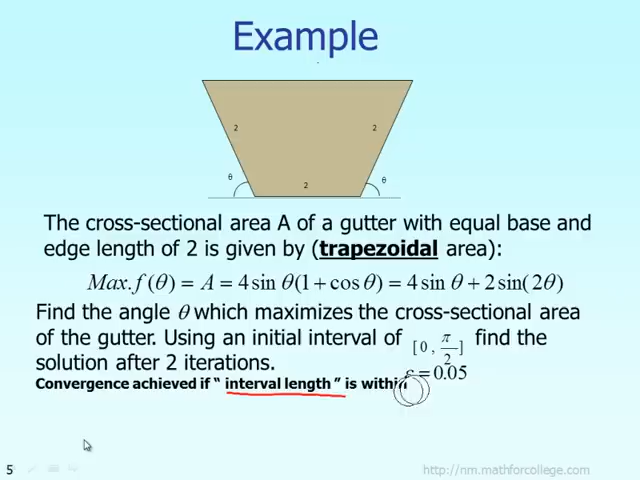 Example
2
2
θ
2
θ
The cross-sectional area A of a gutter with equal base and
edge length of 2 is given by (trapezoidal area):
Max. f (θ) = A = 4 sin θ(1 + cos θ) = 4 sin θ + 2 sin( 2θ )
Find the angle θ which maximizes the cross-sectional area
of the gutter. Using an initial interval of [ 0 , π/2 ] find the
solution after 2 iterations.
Convergence achieved if “ interval length ” is within ε = 0.05
5
http://nm.mathforcollege.com